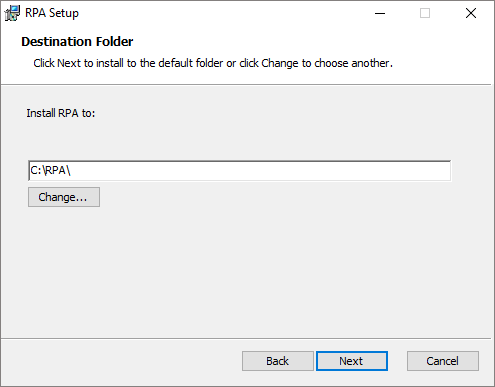 RPA Setup
Destination Folder
Click Next to install to the default folder or click Change to choose another.
Install RPA to:
C:\RPA\
Change...
Back Next Cancel